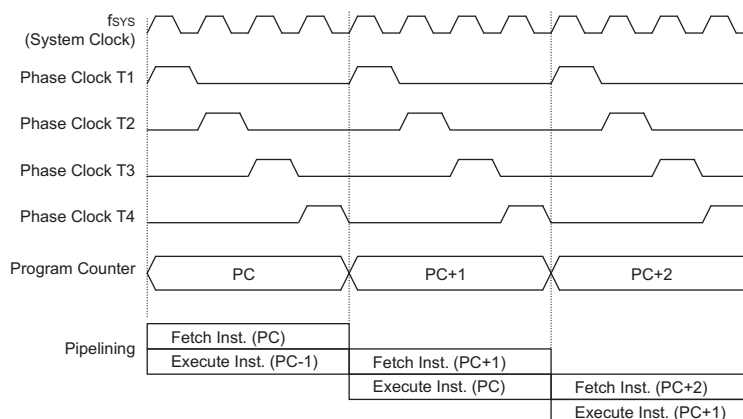 fSYS
(System Clock)
Phase Clock T1
Phase Clock T2
Phase Clock T3
Phase Clock T4
Program Counter
PC
PC+1
PC+2
Pipelining
Fetch Inst. (PC)
Execute Inst. (PC-1)
Fetch Inst. (PC+1)
Execute Inst. (PC)
Fetch Inst. (PC+2)
Execute Inst. (PC+1)